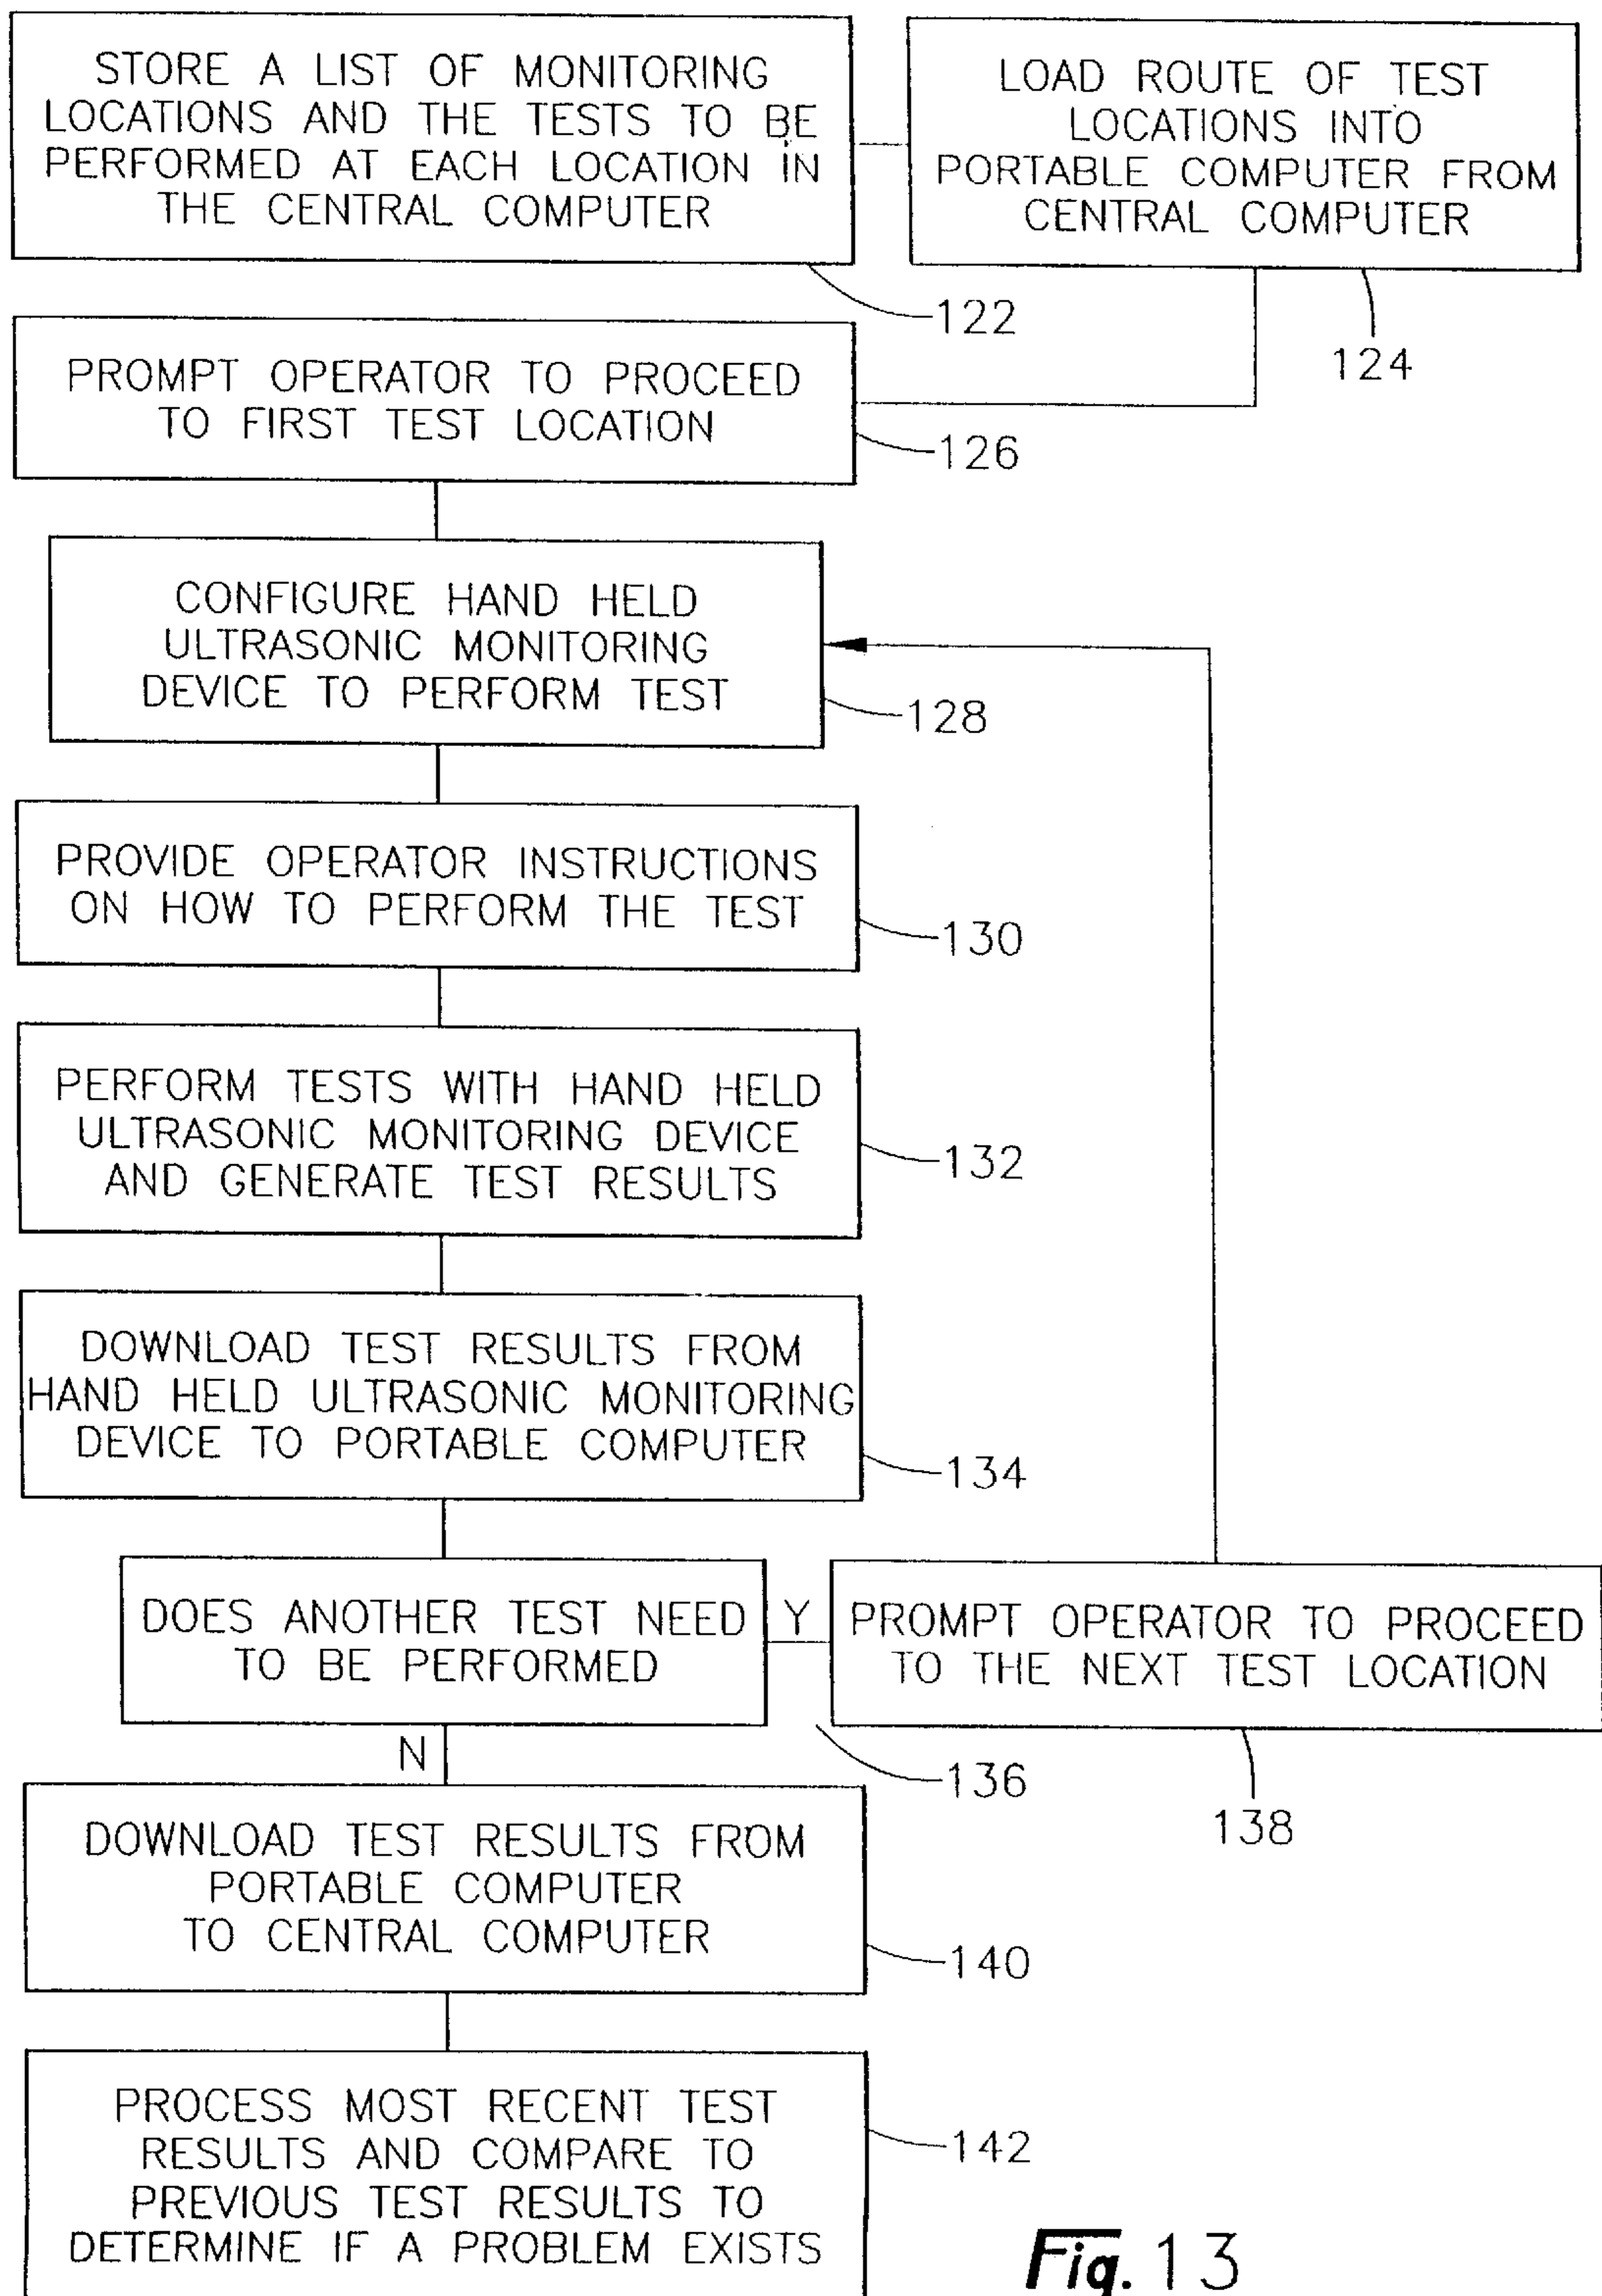 STORE A LIST OF MONITORING
LOCATIONS AND THE TESTS TO BE
PERFORMED AT EACH LOCATION IN
THE CENTRAL COMPUTER
122
LOAD ROUTE OF TEST
LOCATIONS INTO
PORTABLE COMPUTER FROM
CENTRAL COMPUTER
124
PROMPT OPERATOR TO PROCEED
TO FIRST TEST LOCATION
126
CONFIGURE HAND HELD
ULTRASONIC MONITORING
DEVICE TO PERFORM TEST
128
PROVIDE OPERATOR INSTRUCTIONS
ON HOW TO PERFORM THE TEST
130
PERFORM TESTS WITH HAND HELD
ULTRASONIC MONITORING DEVICE
AND GENERATE TEST RESULTS
132
DOWNLOAD TEST RESULTS FROM
HAND HELD ULTRASONIC MONITORING
DEVICE TO PORTABLE COMPUTER
134
DOES ANOTHER TEST NEED
TO BE PERFORMED
136
Y
PROMPT OPERATOR TO PROCEED
TO THE NEXT TEST LOCATION
138
N
DOWNLOAD TEST RESULTS FROM
PORTABLE COMPUTER
TO CENTRAL COMPUTER
140
PROCESS MOST RECENT TEST
RESULTS AND COMPARE TO
PREVIOUS TEST RESULTS TO
DETERMINE IF A PROBLEM EXISTS
142
Fig. 13